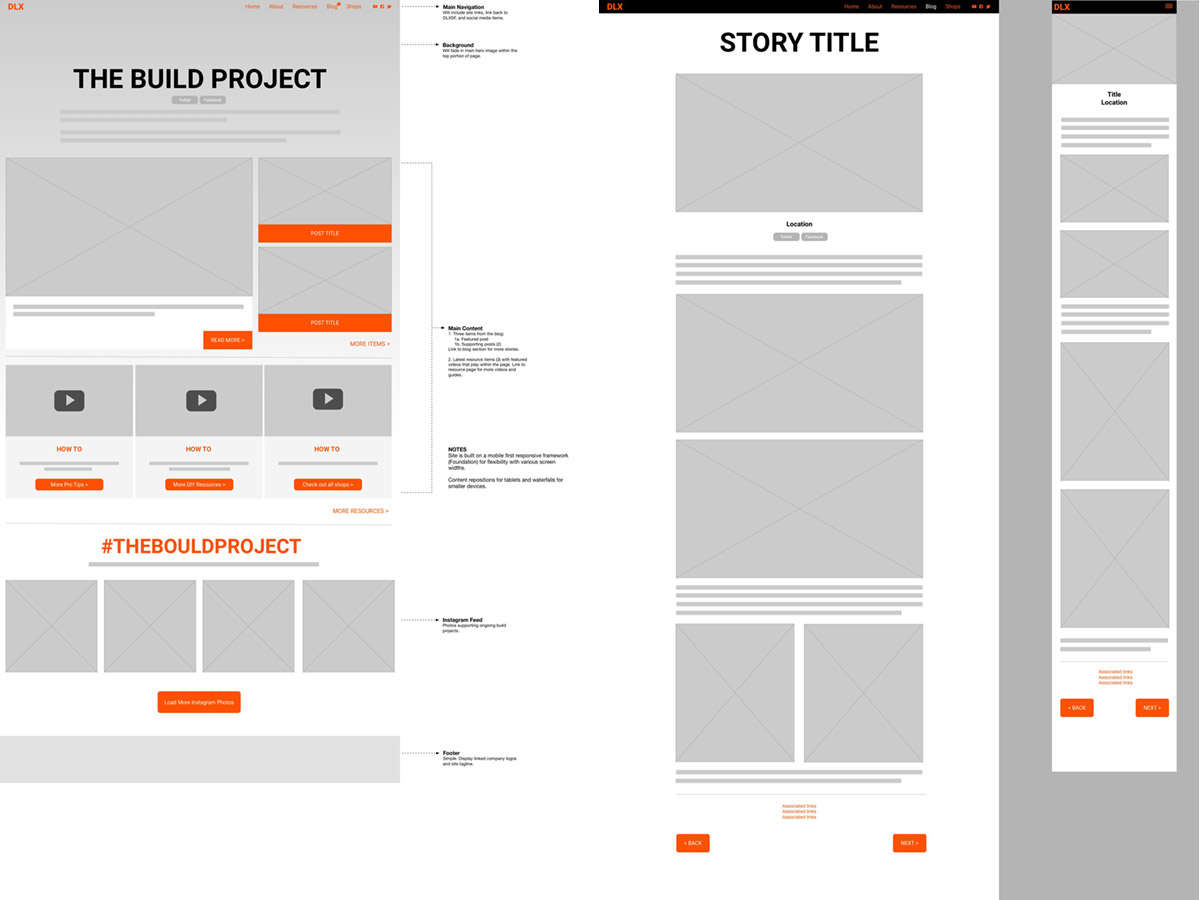 DLX
Home About Resources Blog Shops
THE BUILD PROJECT
Twitter Facebook
POST TITLE
POST TITLE
READ MORE >
MORE ITEMS >
HOW TO
HOW TO
HOW TO
More Pro Tips >
More DIY Resources >
Check out all shops >
MORE RESOURCES >
#THEBOULDPROJECT
Load More Instagram Photos
Main Navigation
Will include site links, link back to
DLXSF, and social media items.
Background
Will fade in main hero image within the
top portion of page.
Main Content
1. Three items from the blog:
1a. Featured post
1b. Supporting posts (2)
Link to blog section for more stories.
2. Latest resource items (3) with featured
videos that play within the page. Link to
resource page for more videos and
guides.
NOTES
Site is built on a mobile first responsive framework
(Foundation) for flexibility with various screen
widths.
Content repositions for tablets and waterfalls for
smaller devices.
Instagram Feed
Photos supporting ongoing build
projects.
Footer
Simple. Display linked company logos
and site tagline.
DLX
Home About Resources Blog Shops
STORY TITLE
Location
Twitter Facebook
Associated links
Associated links
Associated links
< BACK
NEXT >
DLX
Title
Location
Associated links
Associated links
Associated links
< BACK
NEXT >